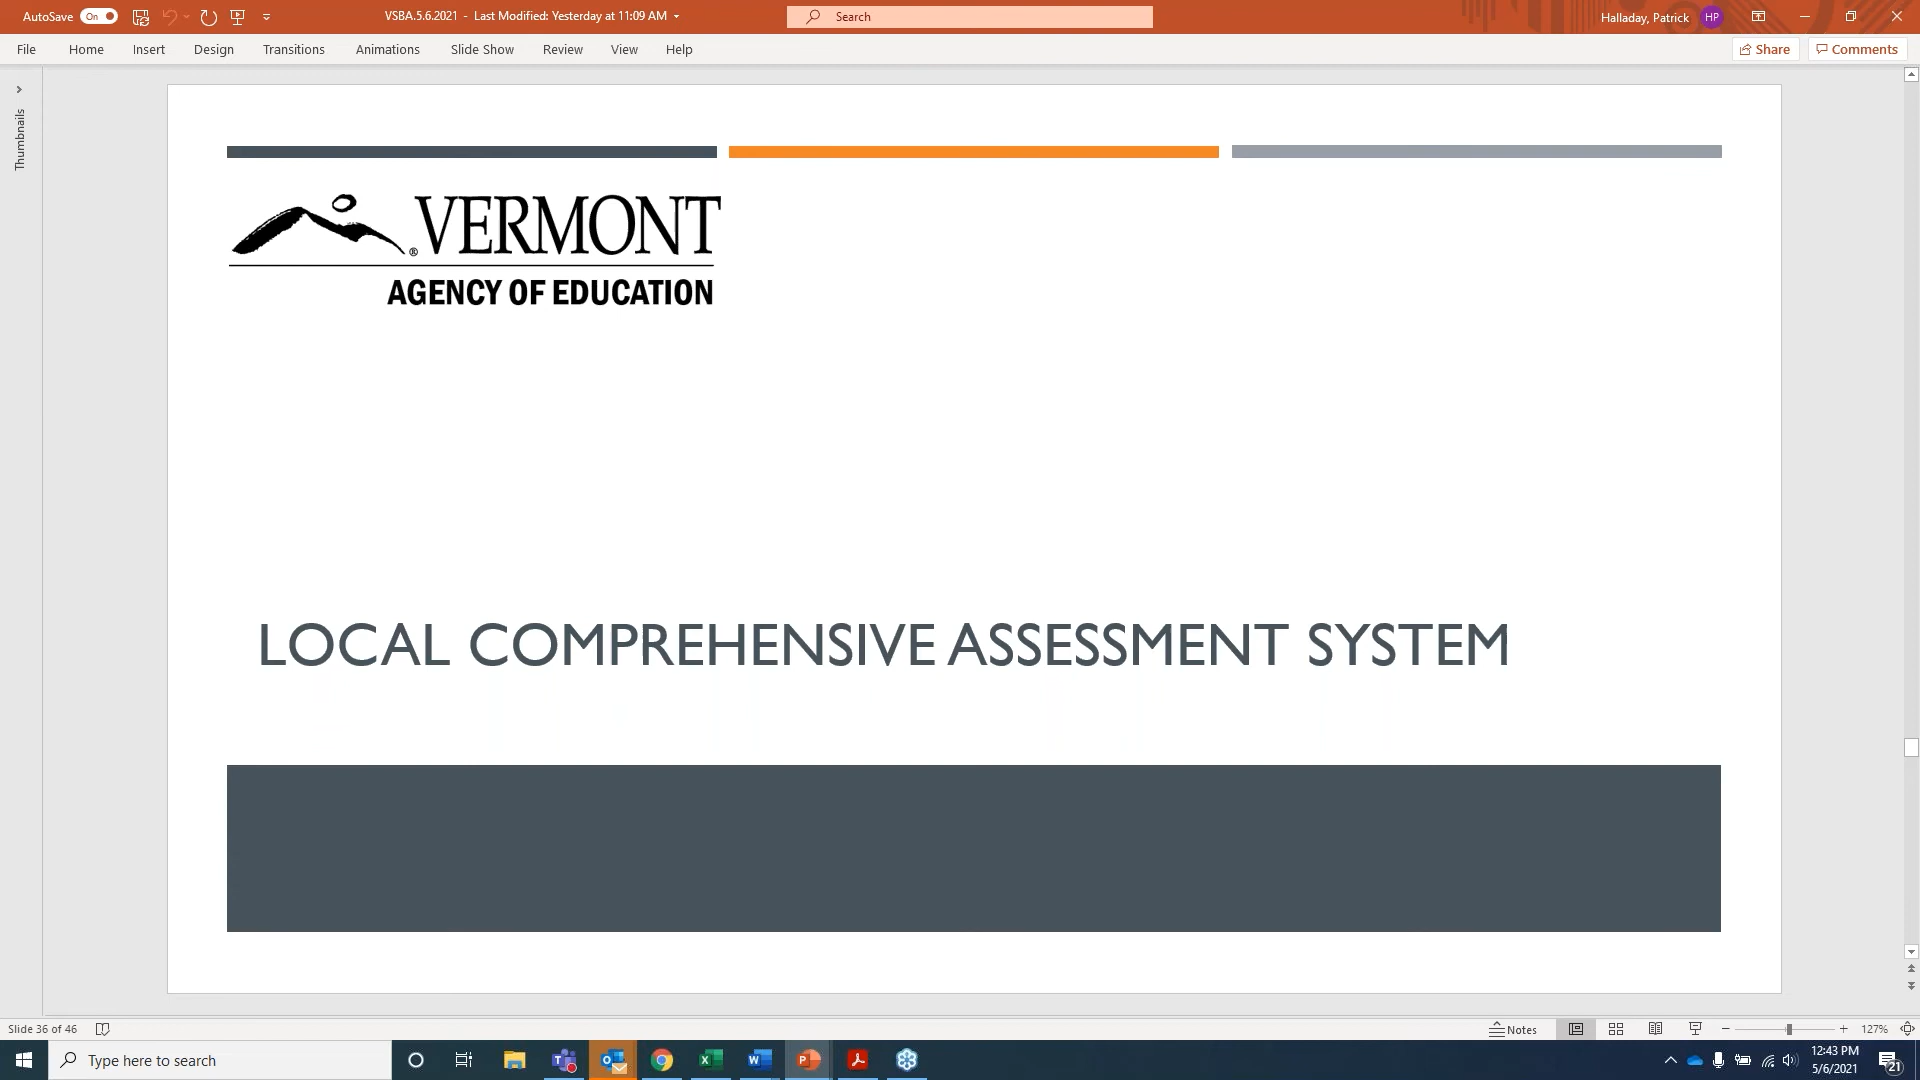 AutoSave On
VSBA.5.6.2021 - Last Modified: Yesterday at 11:09 AM
Search
Halladay, Patrick HP
File Home Insert Design Transitions Animations Slide Show Review View Help
Share Comments
Thumbnails
VERMONT
®
AGENCY OF EDUCATION
LOCAL COMPREHENSIVE ASSESSMENT SYSTEM
Slide 36 of 46
Notes
127%
Type here to search
12:43 PM
5/6/2021
21